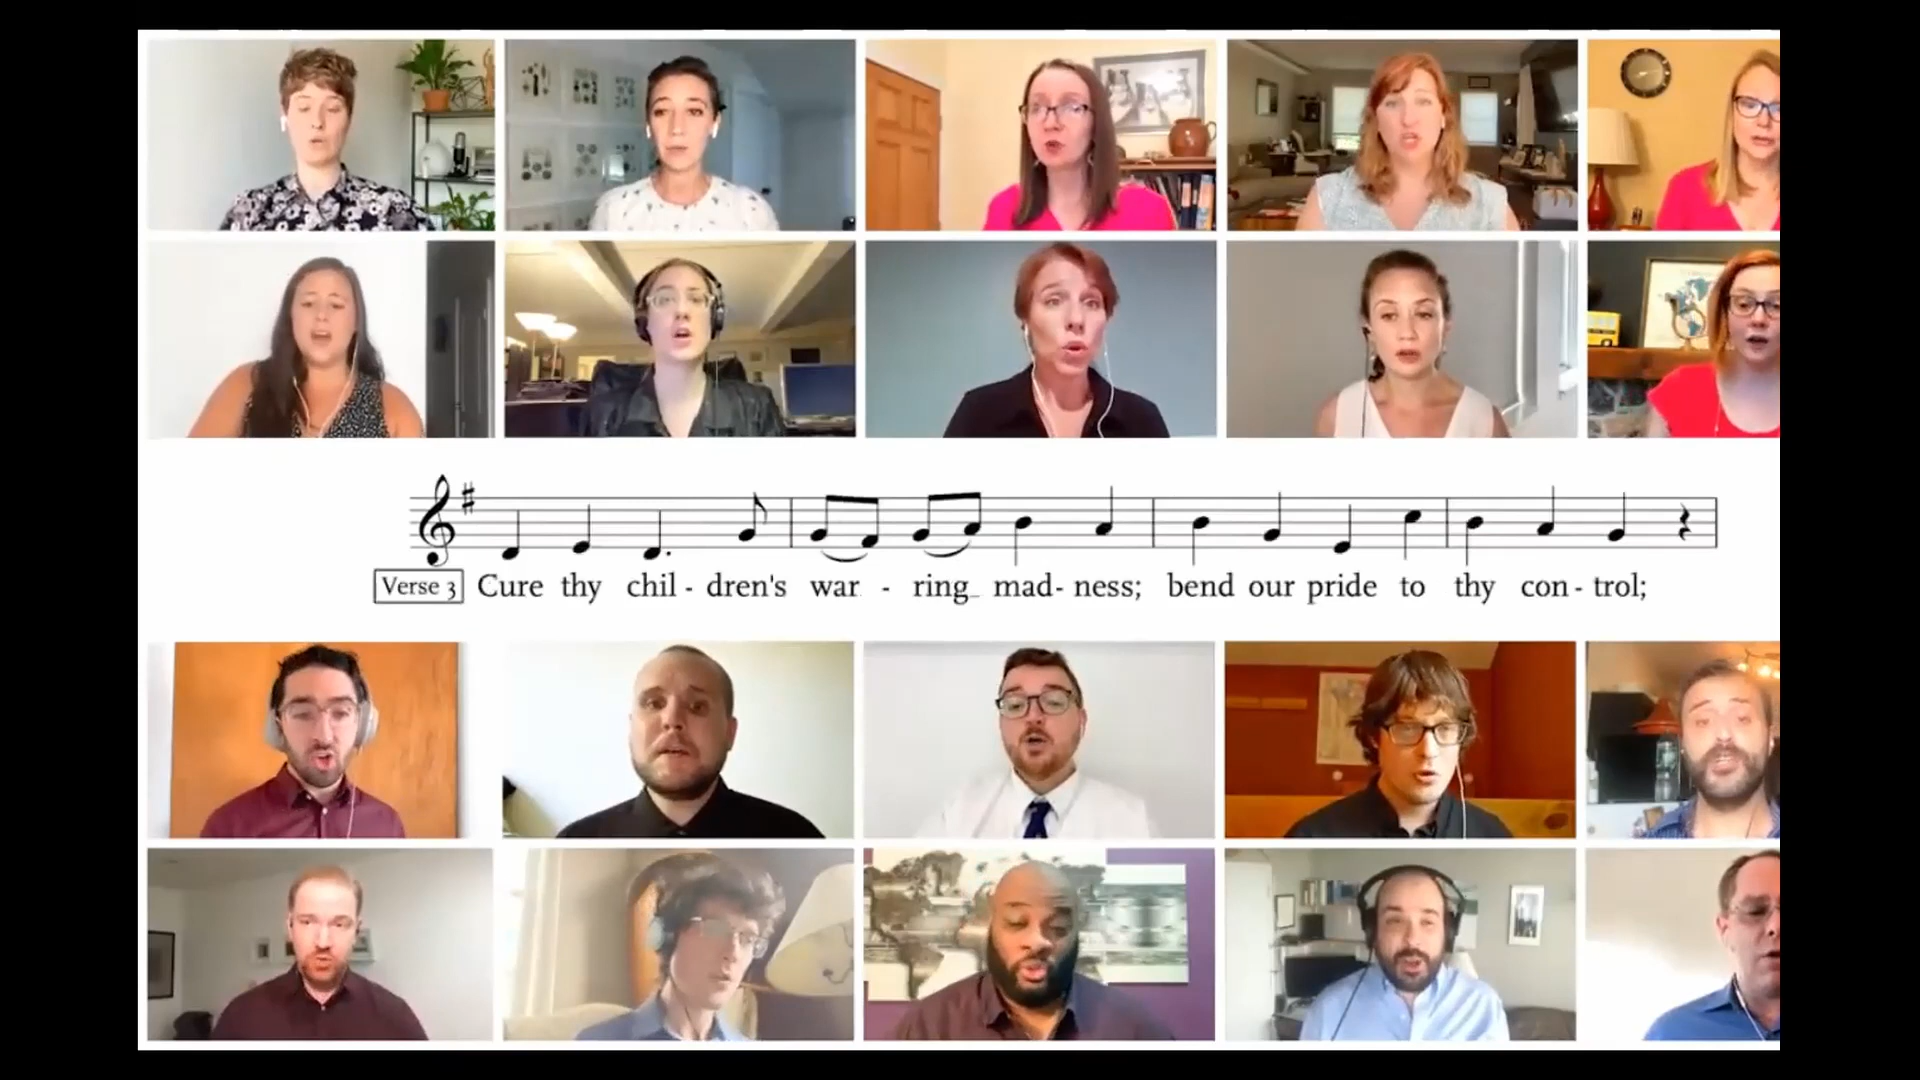 Verse 3 Cure thy chil - dren's war - ring mad - ness; bend our pride to thy con - trol;